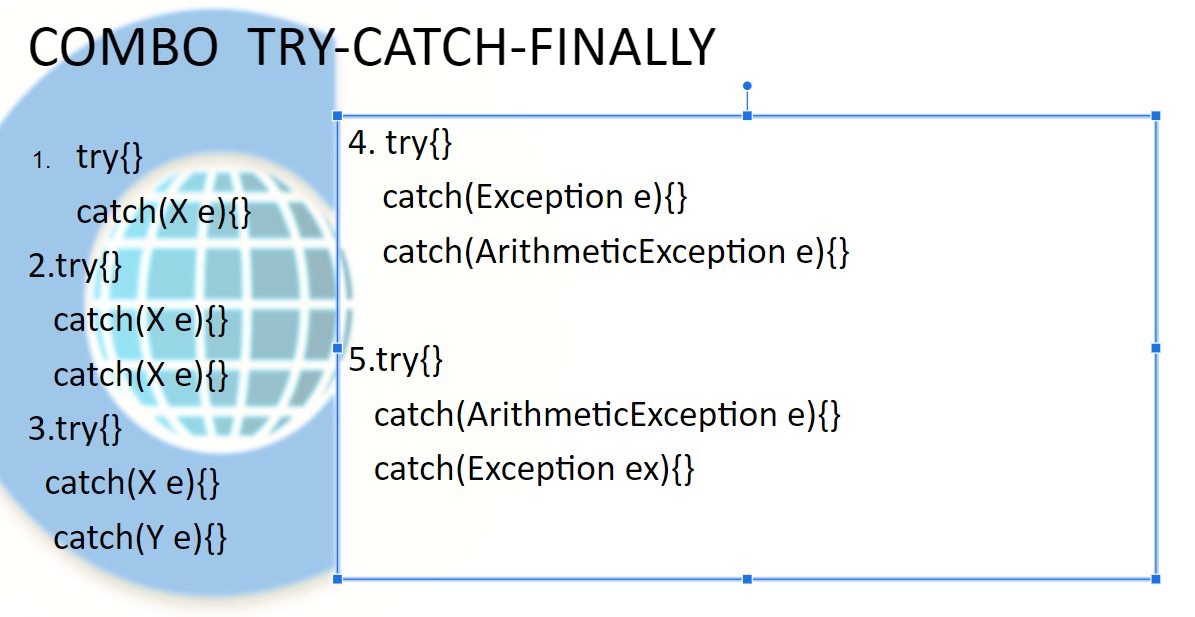 COMBO TRY-CATCH-FINALLY
1. try{}
catch(X e){}
2.try{}
catch(X e){}
catch(X e){}
3.try{}
catch(X e){}
catch(Y e){}
4. try{}
catch(Exception e){}
catch(ArithmeticException e){}
5.try{}
catch(ArithmeticException e){}
catch(Exception ex){}